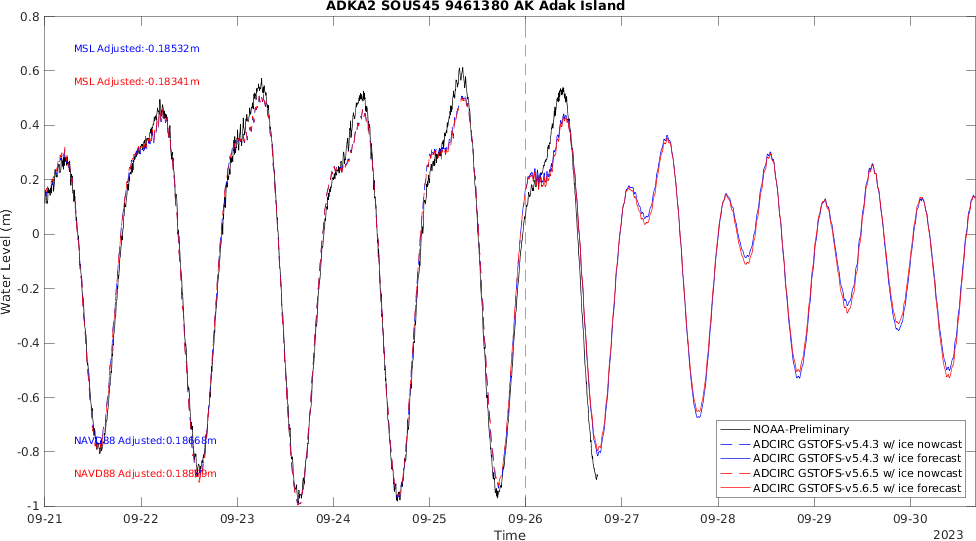 ADKA2 SOUS45 9461380 AK Adak Island
0.8
0.6
0.4
0.2
0
-0.2
-0.4
-0.6
-0.8
-1
Water Level (m)
MSL Adjusted:-0.18532m
MSL Adjusted:-0.18341m
NAVD88 Adjusted:0.18668m
NAVD88 Adjusted:
NOAA-Preliminary
ADCIRC GSTOFS-v5.4.3 w/ ice nowcast
ADCIRC GSTOFS-v5.4.3 w/ ice forecast
ADCIRC GSTOFS-v5.6.5 w/ ice nowcast
ADCIRC GSTOFS-v5.6.5 w/ ice forecast
09-21 09-22 09-23 09-24 09-25 09-26 09-27 09-28 09-29 09-30
Time
2023